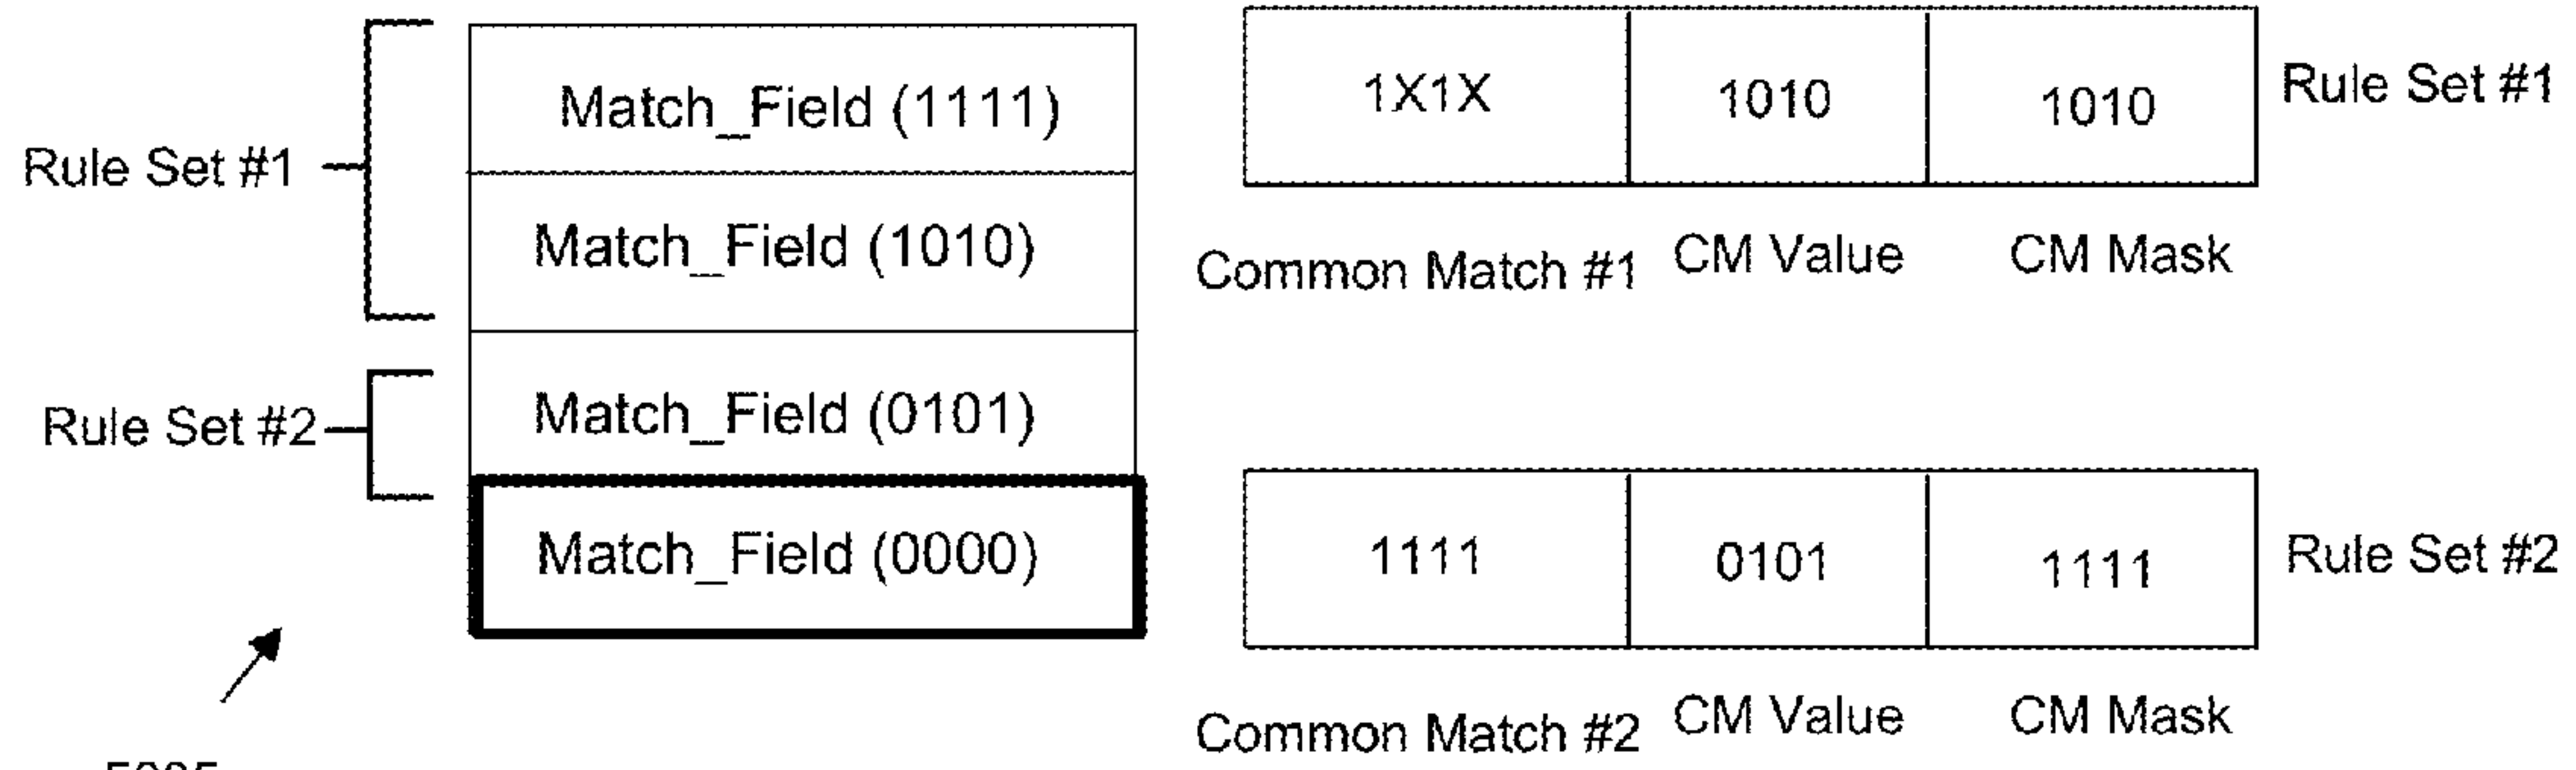 Rule Set #1
Match_Field (1111)
Match_Field (1010)
Rule Set #2
Match_Field (0101)
Match_Field (0000)
1X1X 1010 1010 Rule Set #1
Common Match #1 CM Value CM Mask
1111 0101 1111 Rule Set #2
Common Match #2 CM Value CM Mask